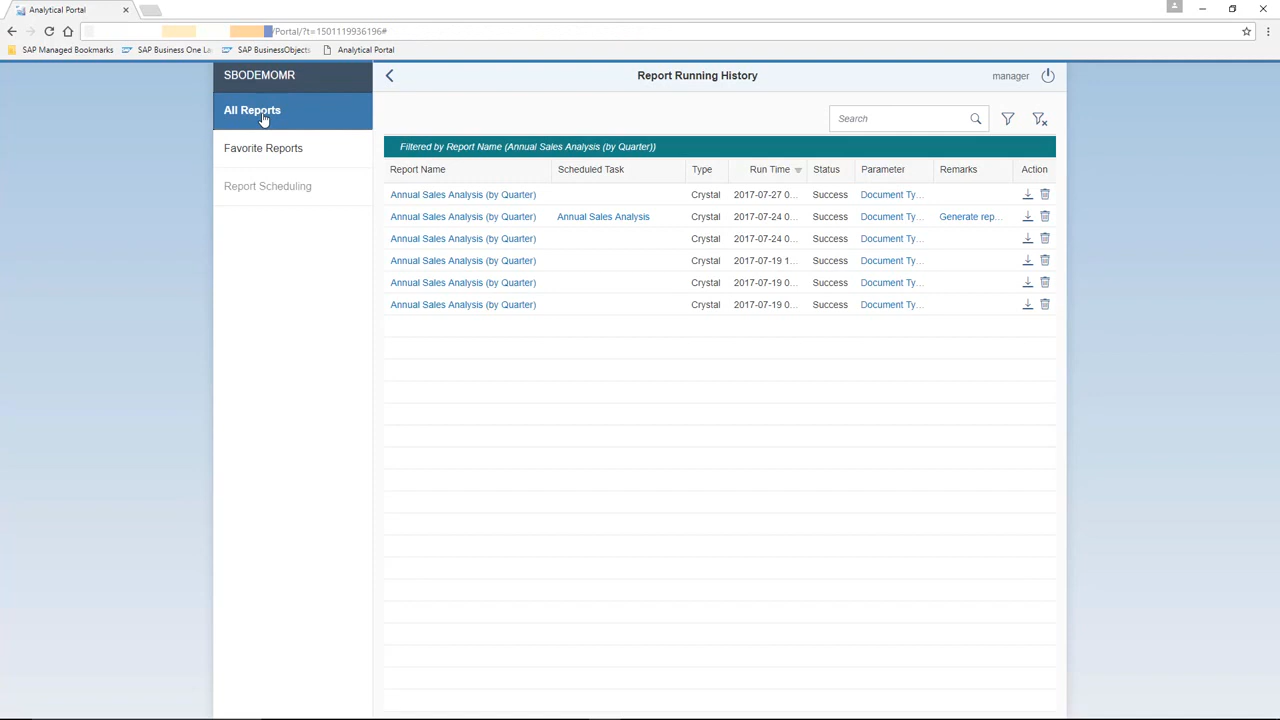 Analytical Portal
/Portal/?t=1501119936196#
SAP Managed Bookmarks SAP Business One La SAP BusinessObjects Analytical Portal
SBODEMOMR
Report Running History
manager
All Reports
Favorite Reports
Report Scheduling
Search
Filtered by Report Name (Annual Sales Analysis (by Quarter))
Report Name Scheduled Task Type Run Time Status Parameter Remarks Action
Annual Sales Analysis (by Quarter) Crystal 2017-07-27 0... Success Document Ty...
Annual Sales Analysis (by Quarter) Annual Sales Analysis Crystal 2017-07-24 0... Success Document Ty... Generate rep...
Annual Sales Analysis (by Quarter) Crystal 2017-07-24 0... Success Document Ty...
Annual Sales Analysis (by Quarter) Crystal 2017-07-19 1... Success Document Ty...
Annual Sales Analysis (by Quarter) Crystal 2017-07-19 0... Success Document Ty...
Annual Sales Analysis (by Quarter) Crystal 2017-07-19 0... Success Document Ty...